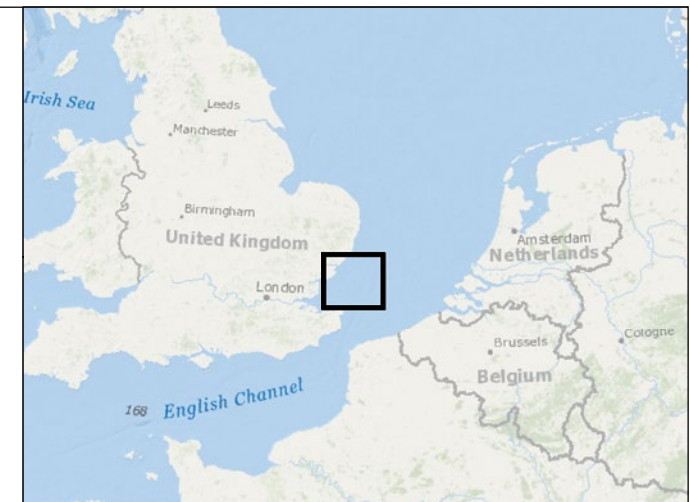 Irish Sea
Leeds
Manchester
Birmingham
United Kingdom
London
Amsterdam
Netherlands
Cologne
Brussels
Belgium
168
English Channel